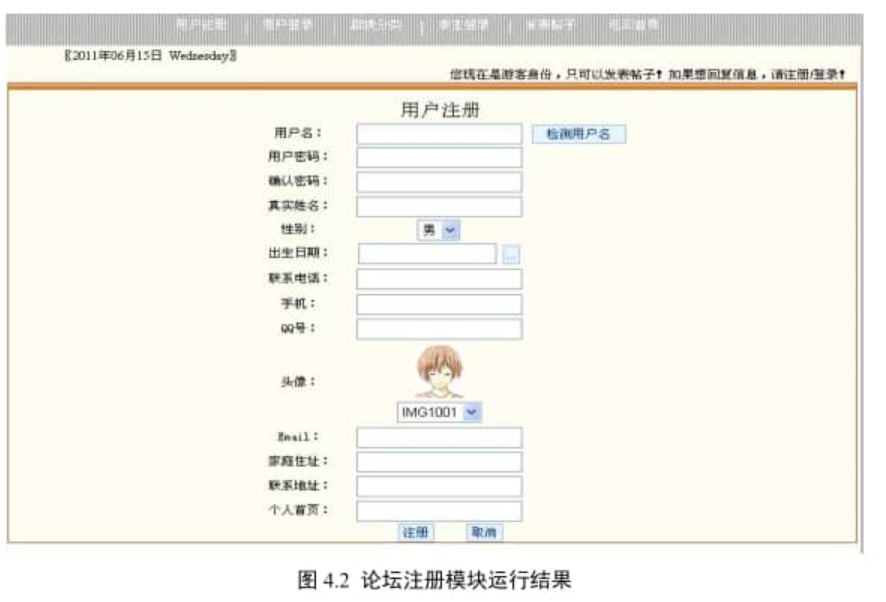 用户注册 | 用户登录 | 版块分类 | 版主登录 | 发表帖子 | 返回首页
〖2011年06月15日 Wednesday〗
您现在是游客身份，只可以发表帖子！如果想回复信息，请注册/登录！
用户注册
用户名： 检测用户名
用户密码：
确认密码：
真实姓名：
性别： 男
出生日期： ...
联系电话：
手机：
QQ号：
头像：
IMG1001
Email：
家庭住址：
联系地址：
个人首页：
注册 取消
图 4.2 论坛注册模块运行结果